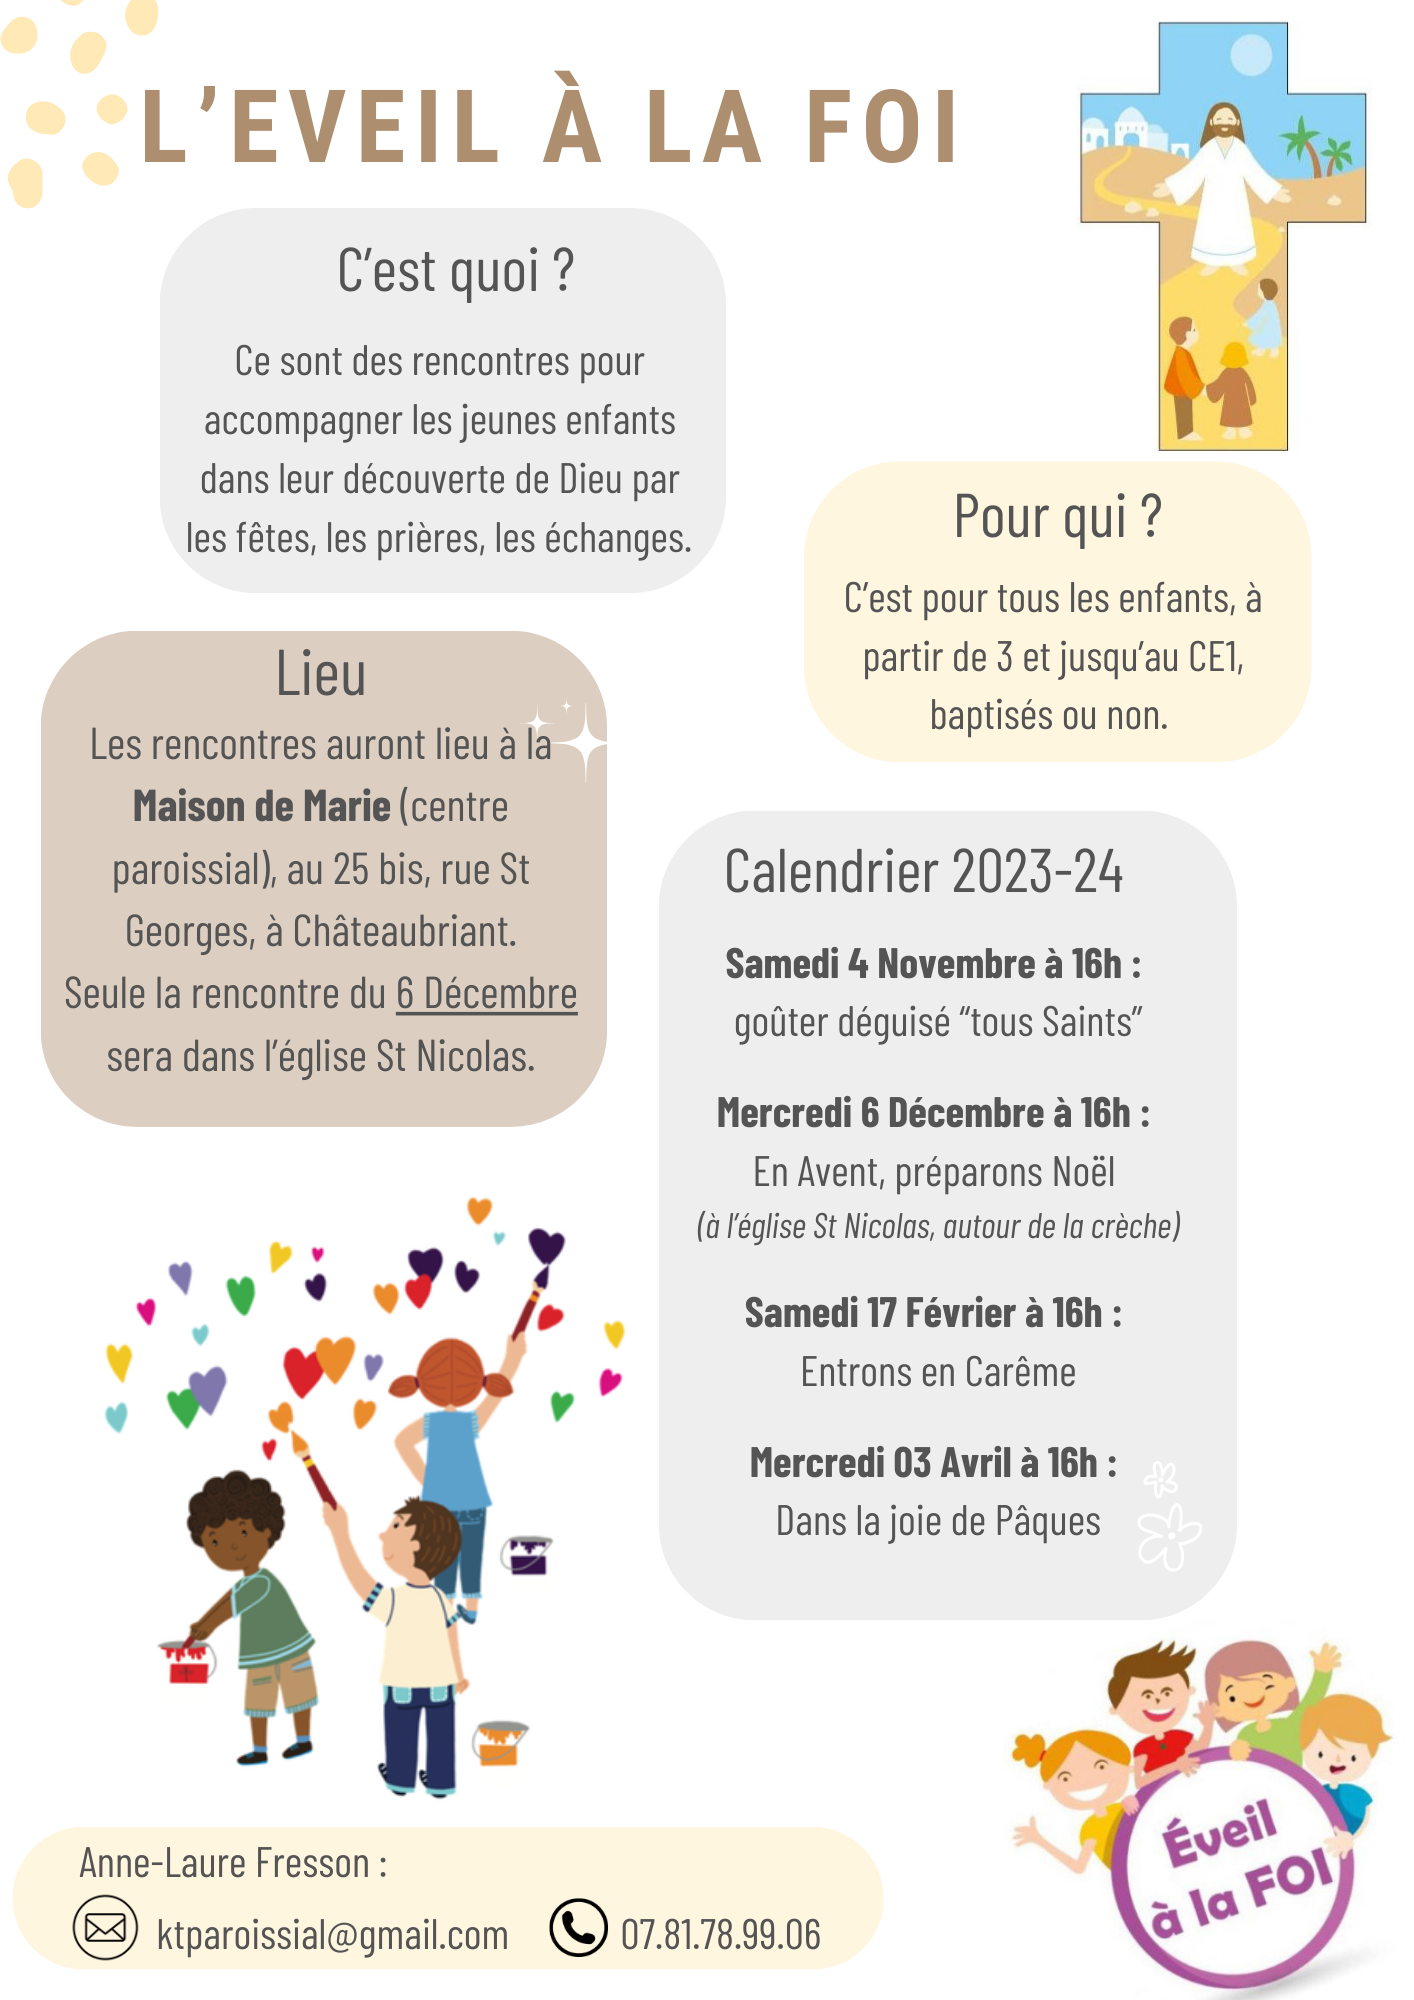 L’EVEIL À LA FOI
C’est quoi ?
Ce sont des rencontres pour
accompagner les jeunes enfants
dans leur découverte de Dieu par
les fêtes, les prières, les échanges.
Pour qui ?
C’est pour tous les enfants, à
partir de 3 et jusqu’au CE1,
baptisés ou non.
Lieu
Les rencontres auront lieu à la
Maison de Marie (centre
paroissial), au 25 bis, rue St
Georges, à Châteaubriant.
Seule la rencontre du 6 Décembre
sera dans l’église St Nicolas.
Calendrier 2023-24
Samedi 4 Novembre à 16h :
goûter déguisé “tous Saints”
Mercredi 6 Décembre à 16h :
En Avent, préparons Noël
(à l’église St Nicolas, autour de la crèche)
Samedi 17 Février à 16h :
Entrons en Carême
Mercredi 03 Avril à 16h :
Dans la joie de Pâques
Anne-Laure Fresson :
ktparoissial@gmail.com 07.81.78.99.06
Éveil
à la FOI